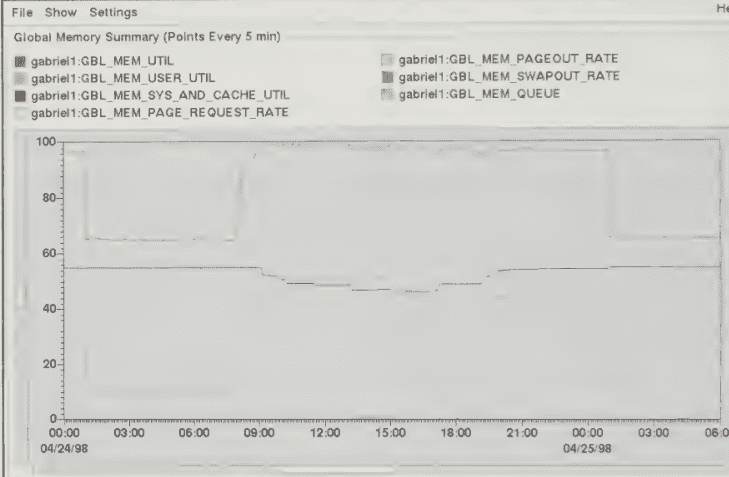 File Show Settings He
Global Memory Summary (Points Every 5 min)
gabriel1:GBL_MEM_UTIL
gabriel1:GBL_MEM_USER_UTIL
gabriel1:GBL_MEM_SYS_AND_CACHE_UTIL
gabriel1:GBL_MEM_PAGE_REQUEST_RATE
gabriel1:GBL_MEM_PAGEOUT_RATE
gabriel1:GBL_MEM_SWAPOUT_RATE
gabriel1:GBL_MEM_QUEUE
100
80
60
40
20
0
00:00 03:00 06:00 09:00 12:00 15:00 18:00 21:00 00:00 03:00 06:0
04/24/98 04/25/98